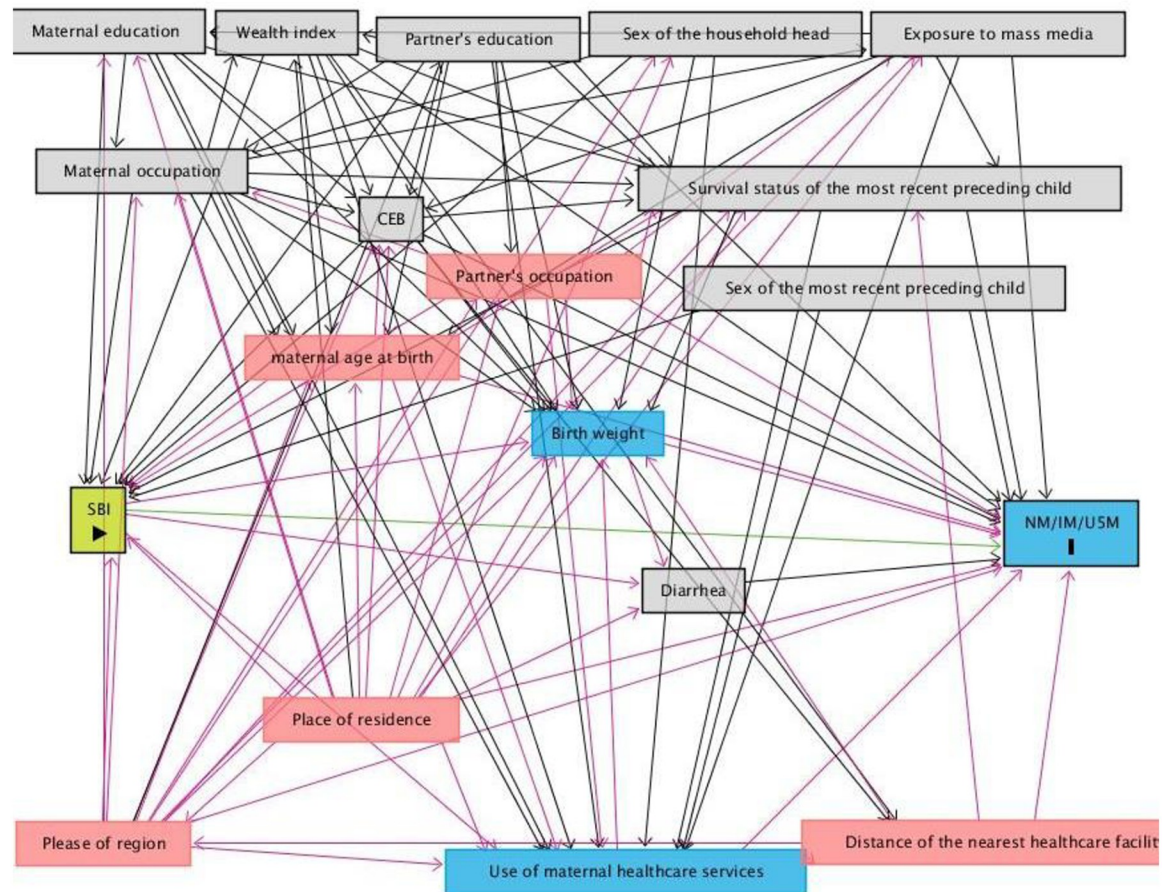 Maternal education
Wealth index
Partner's education
Sex of the household head
Exposure to mass media
Maternal occupation
Survival status of the most recent preceding child
CEB
Partner's occupation
Sex of the most recent preceding child
maternal age at birth
Birth weight
SBI
NM/IM/U5M
Diarrhea
Place of residence
Please of region
Distance of the nearest healthcare facilit
Use of maternal healthcare services